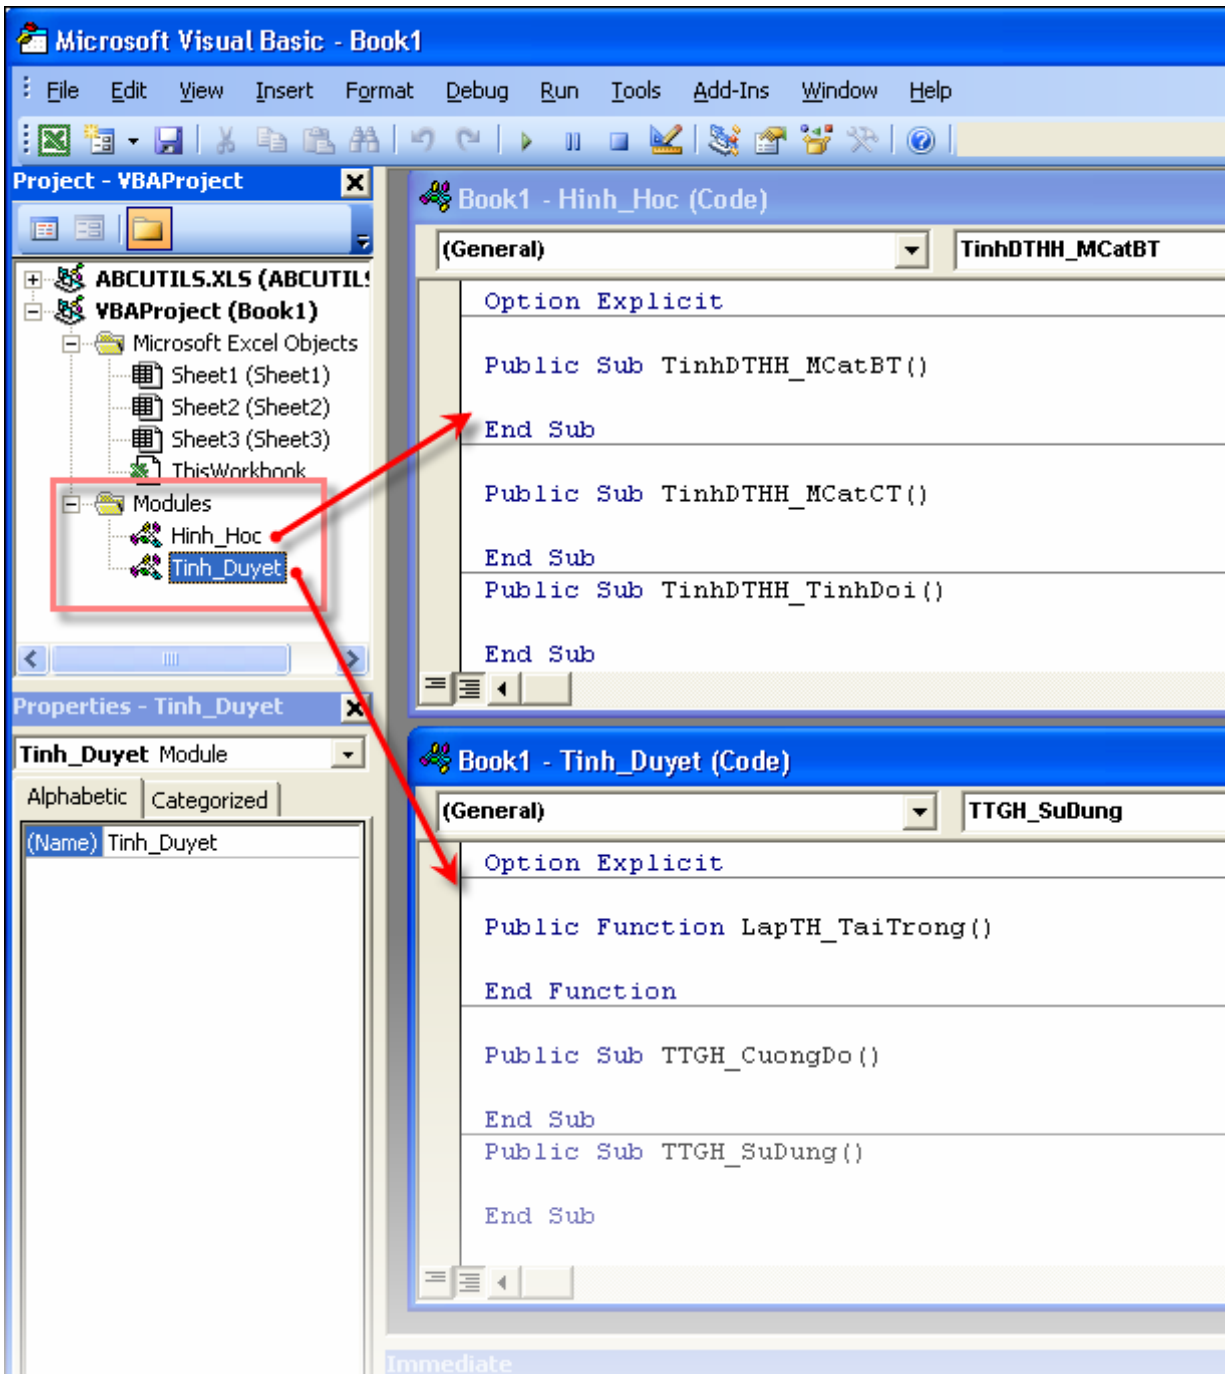 Microsoft Visual Basic - Book1
File Edit View Insert Format Debug Run Tools Add-Ins Window Help
Project - VBAProject
ABCUTILS.XLS (ABCUTILS
VBAProject (Book1)
Microsoft Excel Objects
Sheet1 (Sheet1)
Sheet2 (Sheet2)
Sheet3 (Sheet3)
ThisWorkbook
Modules
Hinh_Hoc
Tinh_Duyet
Properties - Tinh_Duyet
Tinh_Duyet Module
Alphabetic Categorized
(Name) Tinh_Duyet
Book1 - Hinh_Hoc (Code)
(General) TinhDTHH_MCatBT
Option Explicit
Public Sub TinhDTHH_MCatBT()
End Sub
Public Sub TinhDTHH_MCatCT()
End Sub
Public Sub TinhDTHH_TinhDoi()
End Sub
Book1 - Tinh_Duyet (Code)
(General) TTGH_SuDung
Option Explicit
Public Function LapTH_TaiTrong()
End Function
Public Sub TTGH_CuongDo()
End Sub
Public Sub TTGH_SuDung()
End Sub
Immediate